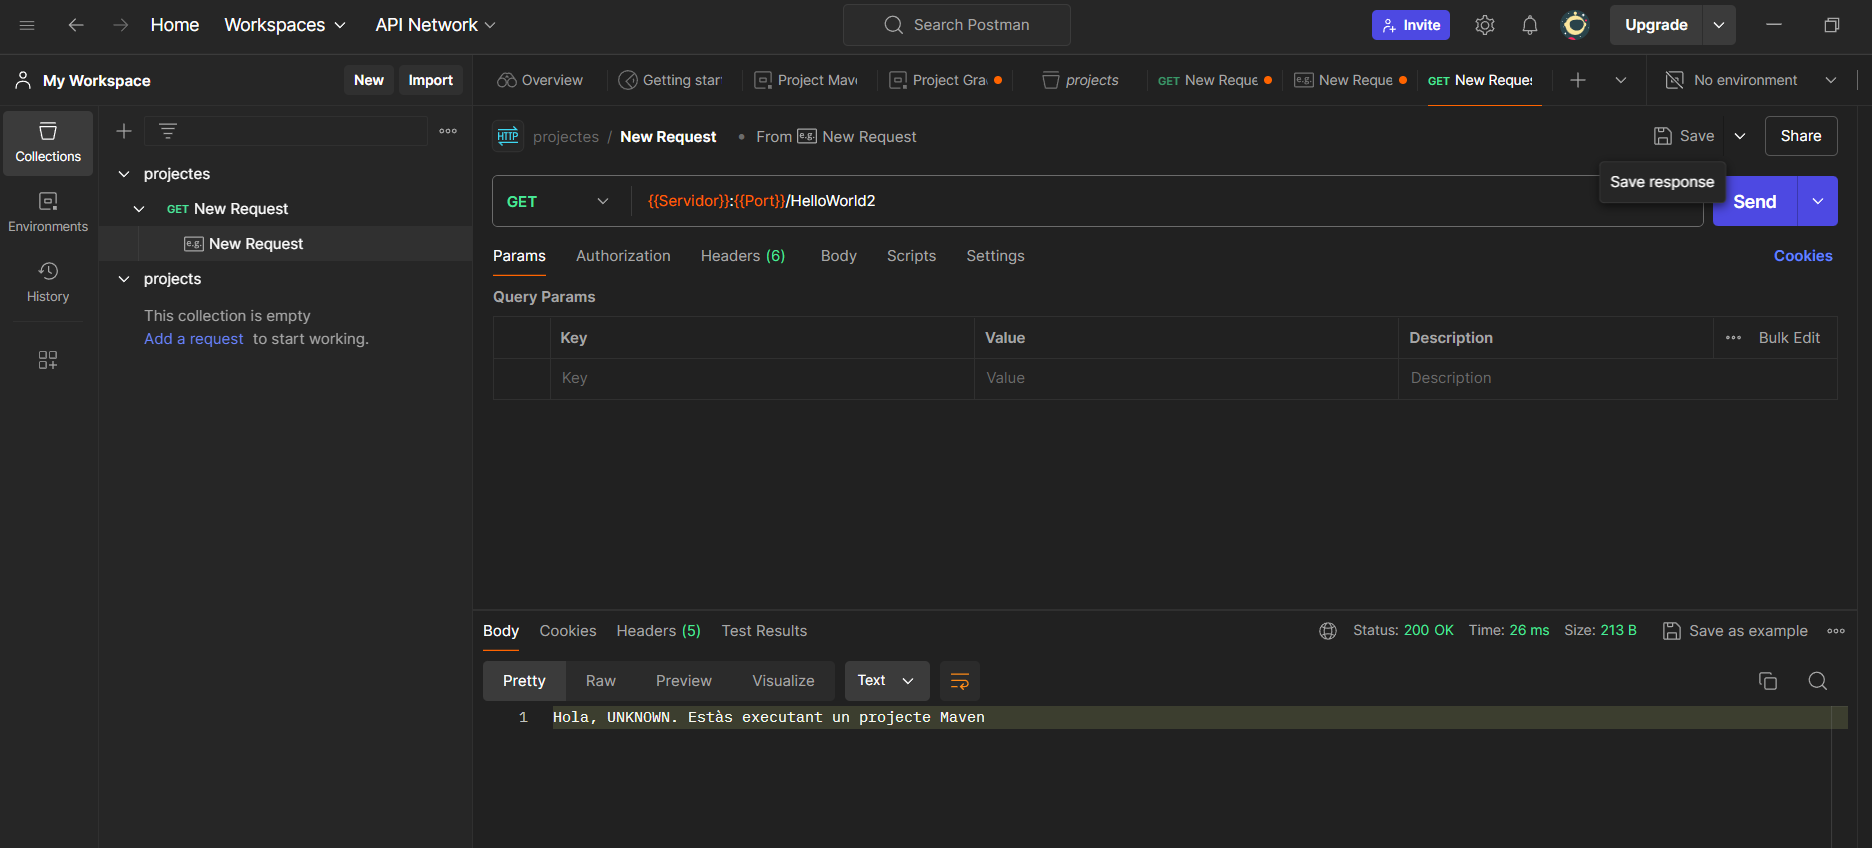 Home Workspaces API Network Search Postman Invite Upgrade
My Workspace New Import Overview Getting star Project Mav Project Gra projects GET New Reque e.g. New Reque GET New Reques No environment
Collections
Environments
History
projectes
GET New Request
e.g. New Request
projects
This collection is empty
Add a request to start working.
HTTP projectes / New Request • From e.g. New Request Save Share
Save response
GET {{Servidor}}:{{Port}}/HelloWorld2 Send
Params Authorization Headers (6) Body Scripts Settings Cookies
Query Params
Key Value Description Bulk Edit
Key Value Description
Body Cookies Headers (5) Test Results Status: 200 OK Time: 26 ms Size: 213 B Save as example
Pretty Raw Preview Visualize Text
1 Hola, UNKNOWN. Estàs executant un projecte Maven